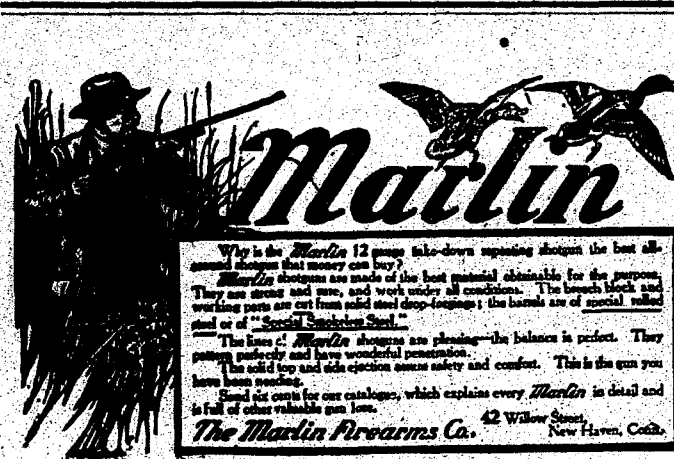 Marlin
Why is the Marlin 12 gauge take-down repeating shotgun the best all-
around shotgun that money can buy?
Marlin shotguns are made of the best material obtainable for the purpose.
They are strong and sure, and work under all conditions. The breech block and
working parts are cut from solid steel drop-forgings; the barrels are of special rolled
steel or of "Special Smokeless Steel."
The lines of Marlin shotguns are pleasing—the balance is perfect. They
pattern perfectly and have wonderful penetration.
The solid top and side ejection assure safety and comfort. This is the gun you
have been needing.
Send six cents for our catalogue, which explains every Marlin in detail and
is full of other valuable gun lore.
The Marlin Firearms Co., 42 Willow Street,
New Haven, Conn.